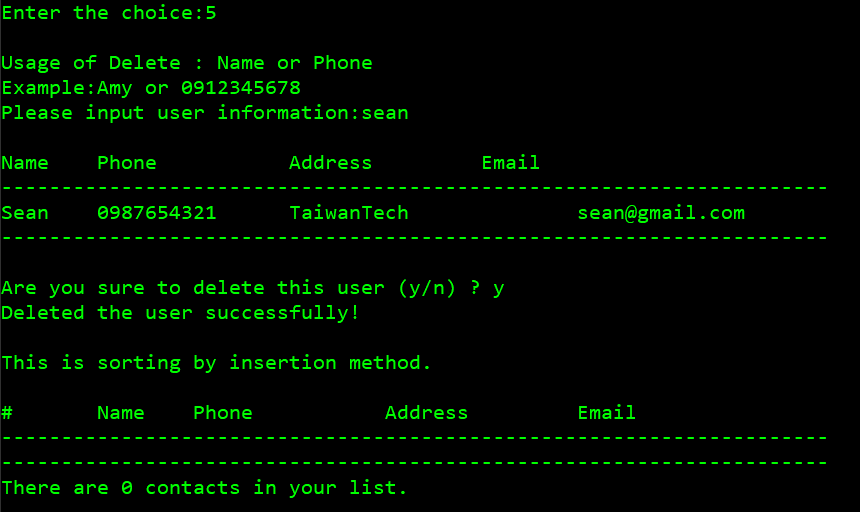 Enter the choice:5
Usage of Delete : Name or Phone
Example:Amy or 0912345678
Please input user information:sean
Name    Phone           Address         Email
---------------------------------------------------------------------
Sean    0987654321      TaiwanTech              sean@gmail.com
---------------------------------------------------------------------
Are you sure to delete this user (y/n) ? y
Deleted the user successfully!
This is sorting by insertion method.
#       Name    Phone           Address         Email
---------------------------------------------------------------------
---------------------------------------------------------------------
There are 0 contacts in your list.